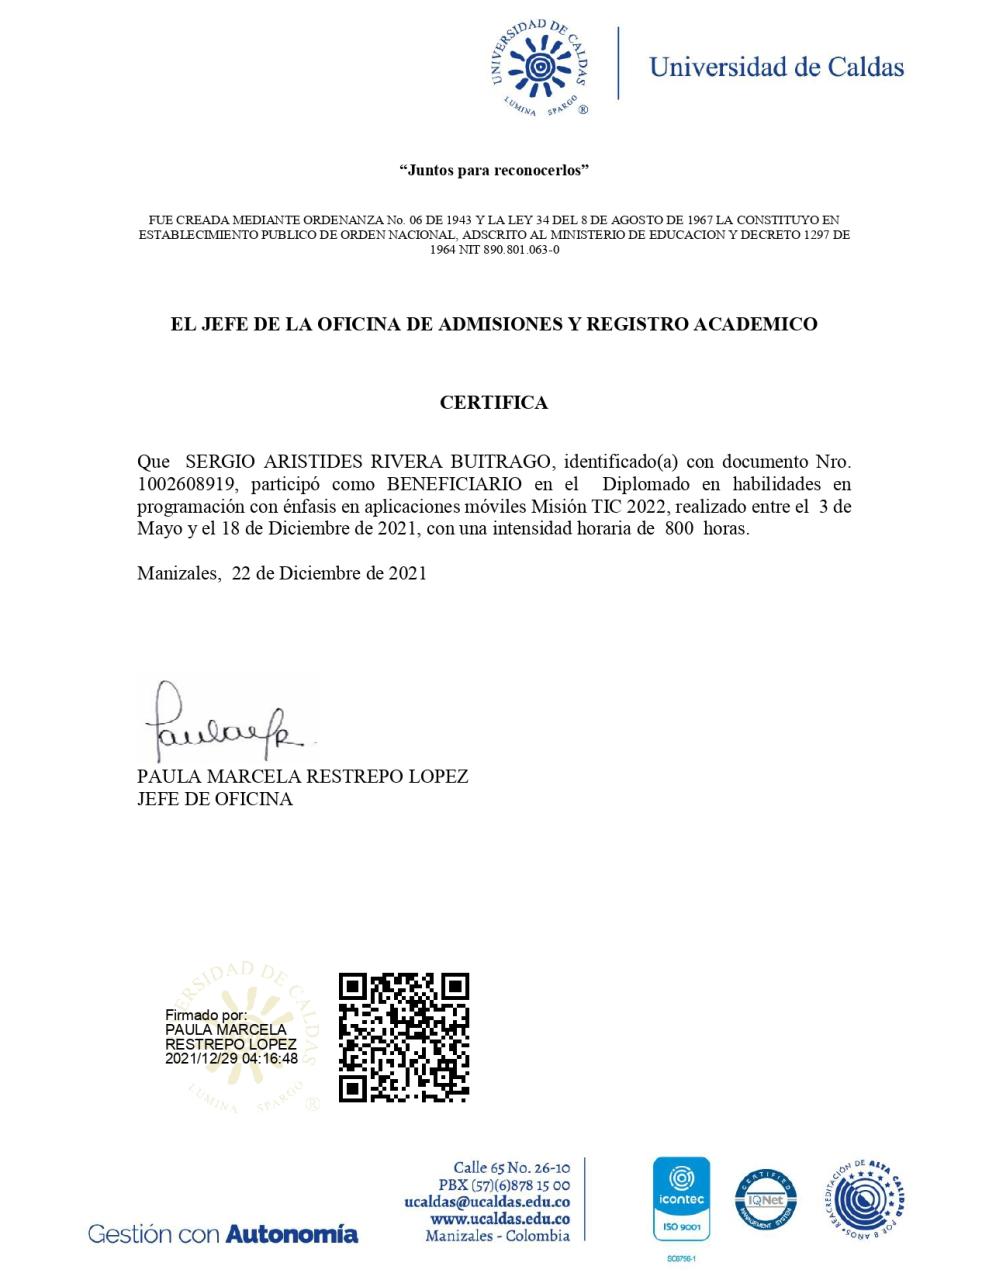 UNIVERSIDAD DE CALDAS
LUMINA SPARGO ®
Universidad de Caldas
“Juntos para reconocerlos”
FUE CREADA MEDIANTE ORDENANZA No. 06 DE 1943 Y LA LEY 34 DEL 8 DE AGOSTO DE 1967 LA CONSTITUYO EN
ESTABLECIMIENTO PUBLICO DE ORDEN NACIONAL, ADSCRITO AL MINISTERIO DE EDUCACION Y DECRETO 1297 DE
1964 NIT 890.801.063-0
EL JEFE DE LA OFICINA DE ADMISIONES Y REGISTRO ACADEMICO
CERTIFICA
Que SERGIO ARISTIDES RIVERA BUITRAGO, identificado(a) con documento Nro.
1002608919, participó como BENEFICIARIO en el Diplomado en habilidades en
programación con énfasis en aplicaciones móviles Misión TIC 2022, realizado entre el 3 de
Mayo y el 18 de Diciembre de 2021, con una intensidad horaria de 800 horas.
Manizales, 22 de Diciembre de 2021
PAULA MARCELA RESTREPO LOPEZ
JEFE DE OFICINA
UNIVERSIDAD DE CALDAS
Firmado por:
PAULA MARCELA
RESTREPO LOPEZ
2021/12/29 04:16:48
LUMINA SPARGO ®
Gestión con Autonomía
Calle 65 No. 26-10
PBX (57)(6)878 15 00
ucaldas@ucaldas.edu.co
www.ucaldas.edu.co
Manizales - Colombia
icontec
ISO 9001
SC6756-1
CERTIFIED
IQNet
MANAGEMENT SYSTEM
REACREDITACIÓN DE ALTA CALIDAD
POR 8 AÑOS